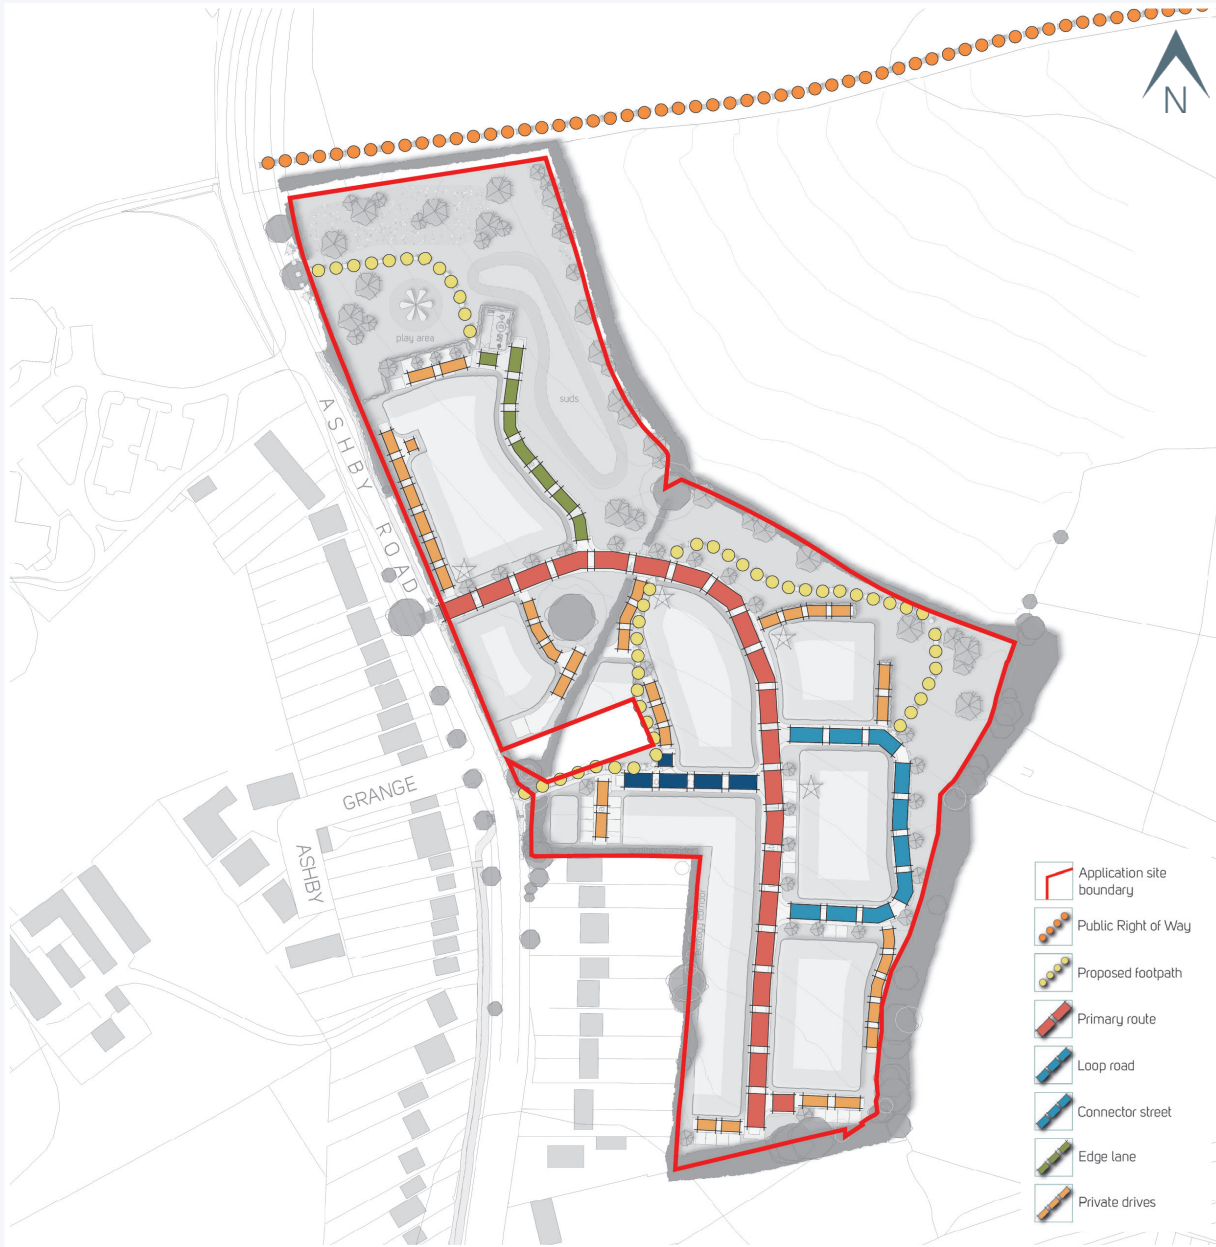 N
play area
suds
ASHBY ROAD
GRANGE
ASHBY
Application site
boundary
Public Right of Way
Proposed footpath
Primary route
Loop road
Connector street
Edge lane
Private drives